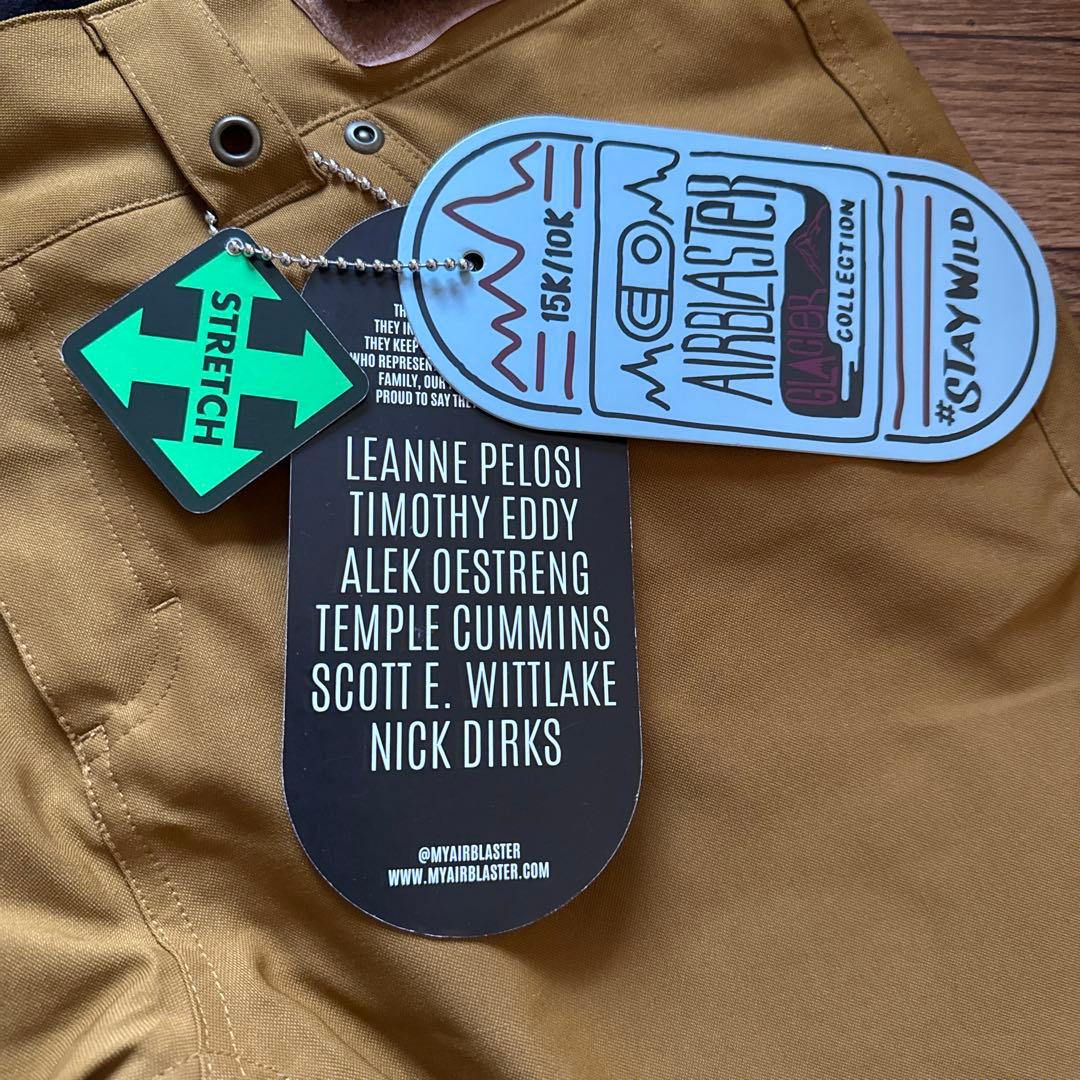 STRETCH
15K/10K
AIRBLASTER
GLACIER
COLLECTION
#STAYWILD
THEY KEEP
WHO REPRESEN
FAMILY, OUR
PROUD TO SAY
LEANNE PELOSI
TIMOTHY EDDY
ALEK OESTRENG
TEMPLE CUMMINS
SCOTT E. WITTLAKE
NICK DIRKS
@MYAIRBLASTER
WWW.MYAIRBLASTER.COM